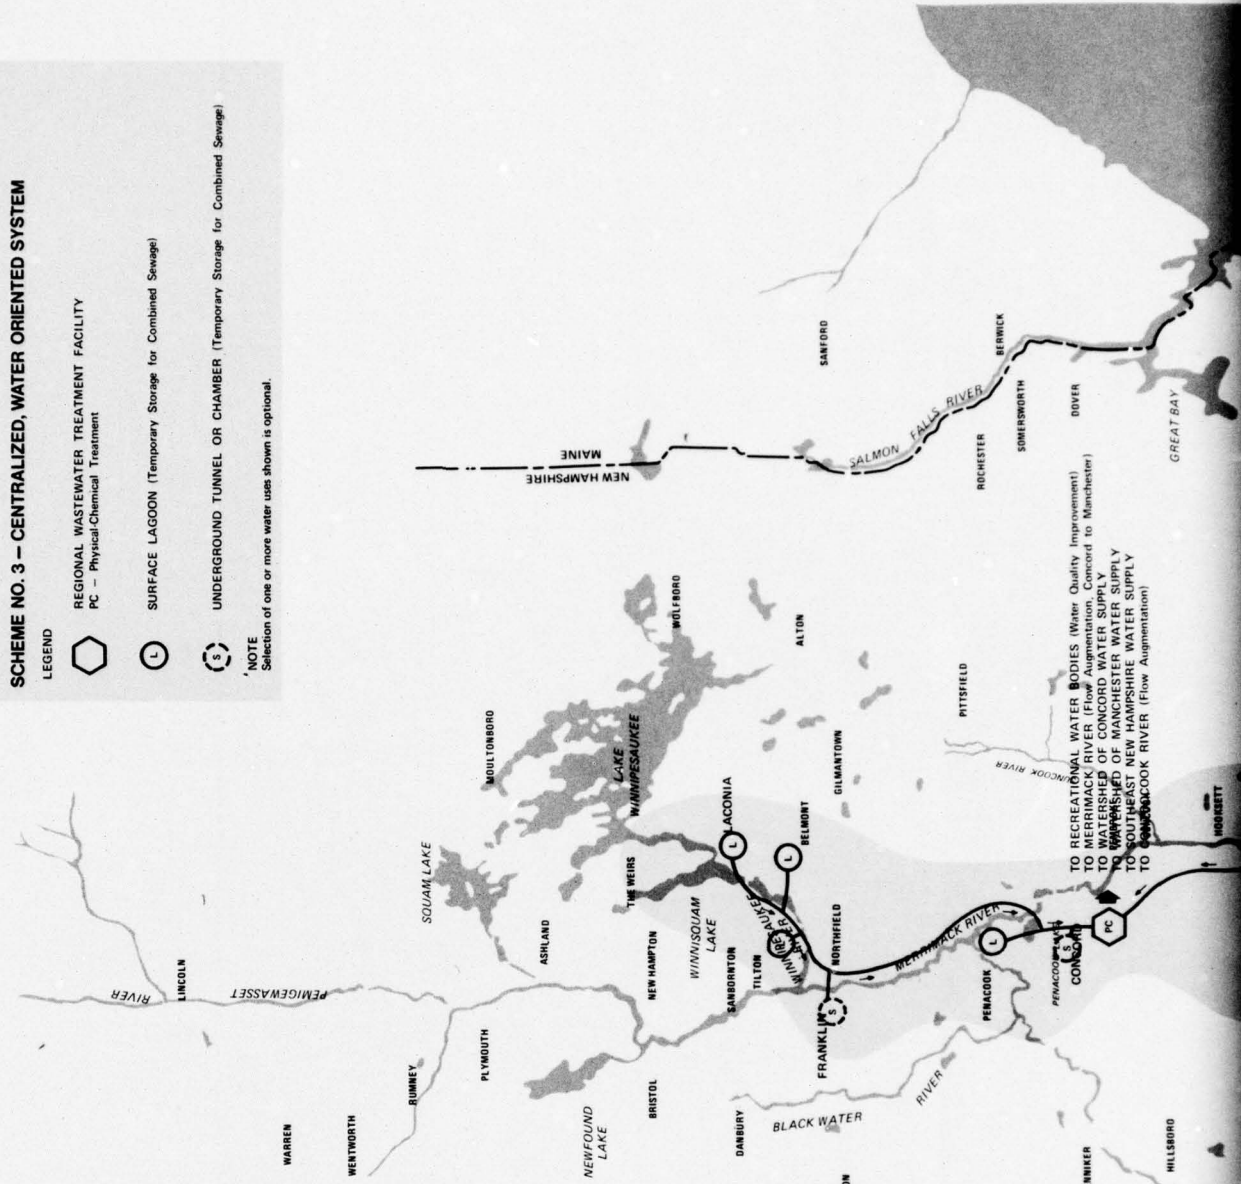 SCHEME NO. 3 – CENTRALIZED, WATER ORIENTED SYSTEM
LEGEND
REGIONAL WASTEWATER TREATMENT FACILITY
PC – Physical-Chemical Treatment
L
SURFACE LAGOON (Temporary Storage for Combined Sewage)
S
UNDERGROUND TUNNEL OR CHAMBER (Temporary Storage for Combined Sewage)
NOTE
Selection of one or more water uses shown is optional.
RIVER
PEMIGEWASSET
LINCOLN
WARREN
WENTWORTH
RUMNEY
PLYMOUTH
SQUAM LAKE
ASHLAND
MOULTONBORO
NEW HAMPSHIRE
MAINE
NEWFOUND
LAKE
BRISTOL
NEW HAMPTON
THE WEIRS
LAKE
WINNIPESAUKEE
WOLFBORO
WINNISQUAM
LAKE
SANBORNTON
TILTON
LACONIA
L
BELMONT
L
ALTON
GILMANTOWN
SANFORD
DANBURY
BLACK WATER
RIVER
FRANKLIN
S
NORTHFIELD
MERRIMACK RIVER
SALMON FALLS RIVER
ROCHESTER
SOMERSWORTH
BERWICK
DOVER
GREAT BAY
PITTSFIELD
PENACOOK
L
CONCORD
S
PC
TO RECREATIONAL WATER BODIES (Water Quality Improvement)
TO MERRIMACK RIVER (Flow Augmentation, Concord to Manchester)
TO WATERSHED OF CONCORD WATER SUPPLY
TO WATERSHED OF MANCHESTER WATER SUPPLY
TO SOUTHEAST NEW HAMPSHIRE WATER SUPPLY
TO CONTOOCOOK RIVER (Flow Augmentation)
RIVER
HOOKSETT
NNIKER
HILLSBORO
ON